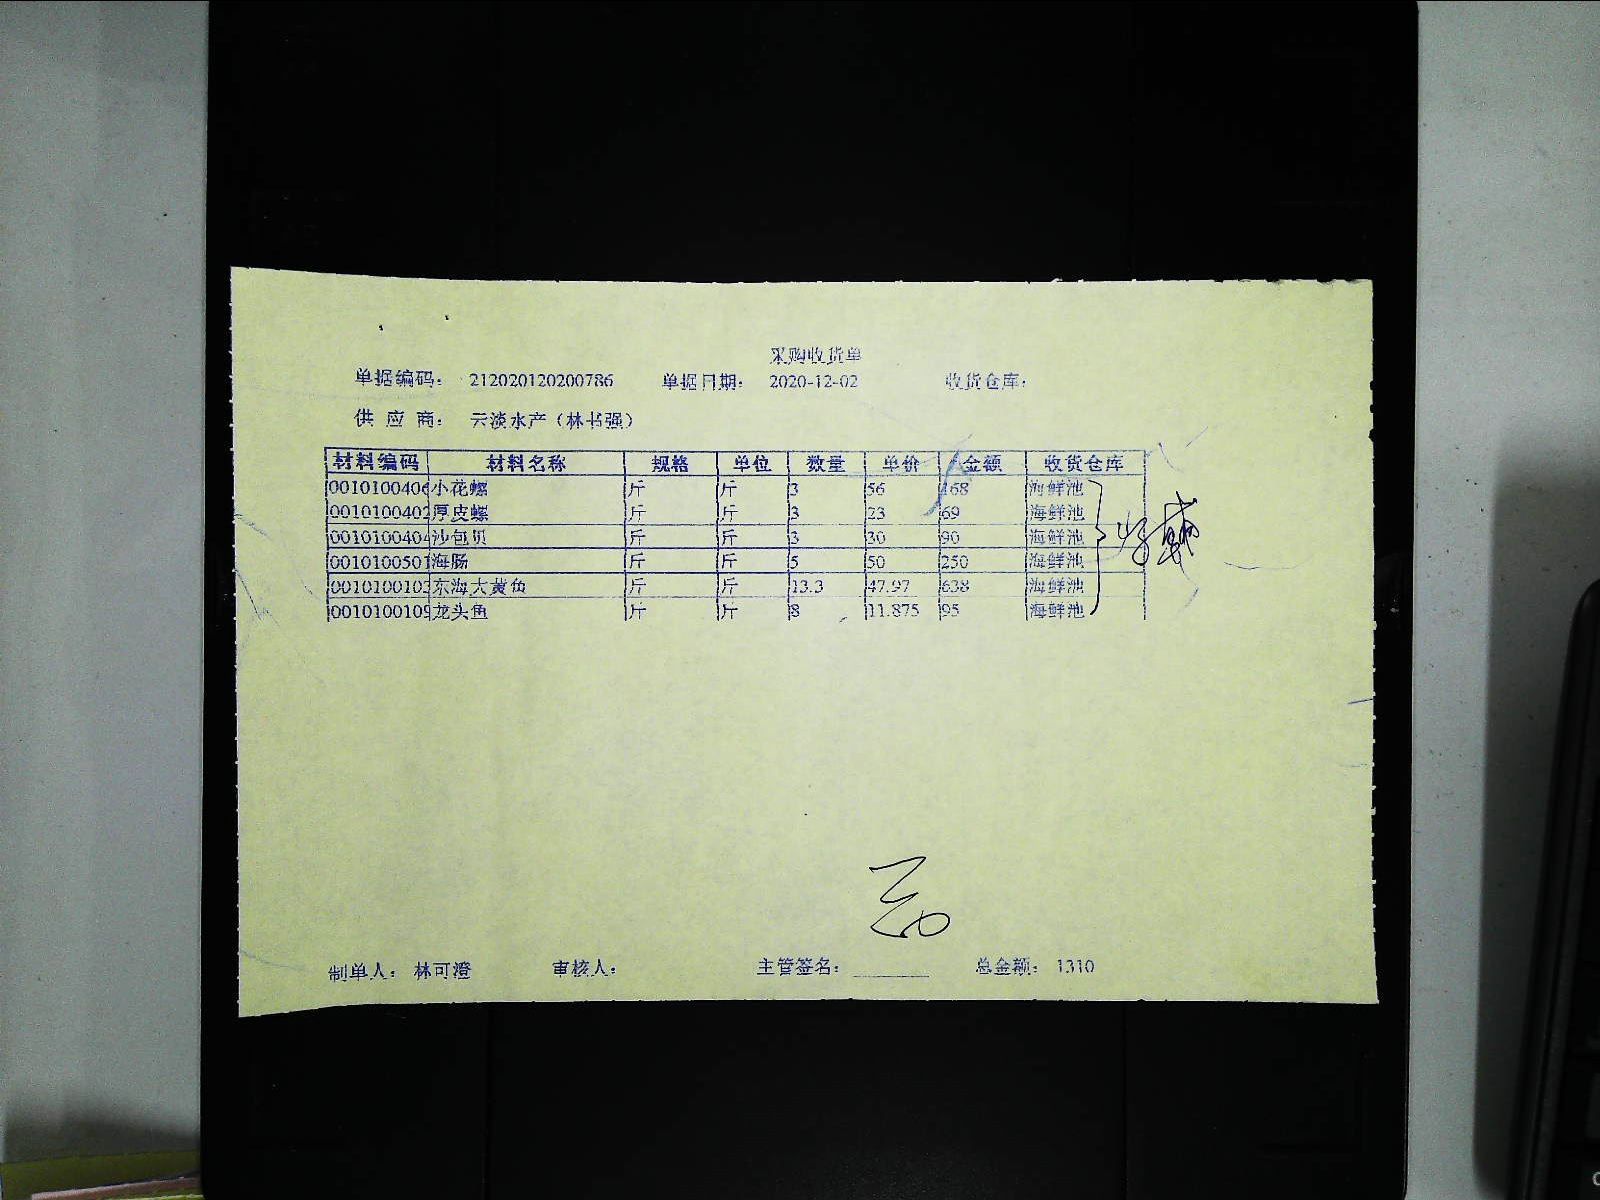 采购收货单
单据编码： 212020120200786 单据日期： 2020-12-02 收货仓库：
供 应 商： 云淡水产（林书强）
材料编码 材料名称 规格 单位 数量 单价 金额 收货仓库
0010100406 小花螺 斤 斤 3 56 168 海鲜池
0010100402 厚皮螺 斤 斤 3 23 69 海鲜池
0010100404 沙包贝 斤 斤 3 30 90 海鲜池
0010100501 海肠 斤 斤 5 50 250 海鲜池
0010100103 东海大黄鱼 斤 斤 13.3 47.97 638 海鲜池
0010100109 龙头鱼 斤 斤 8 11.875 95 海鲜池
制单人： 林可澄 审核人： 主管签名： 总金额： 1310